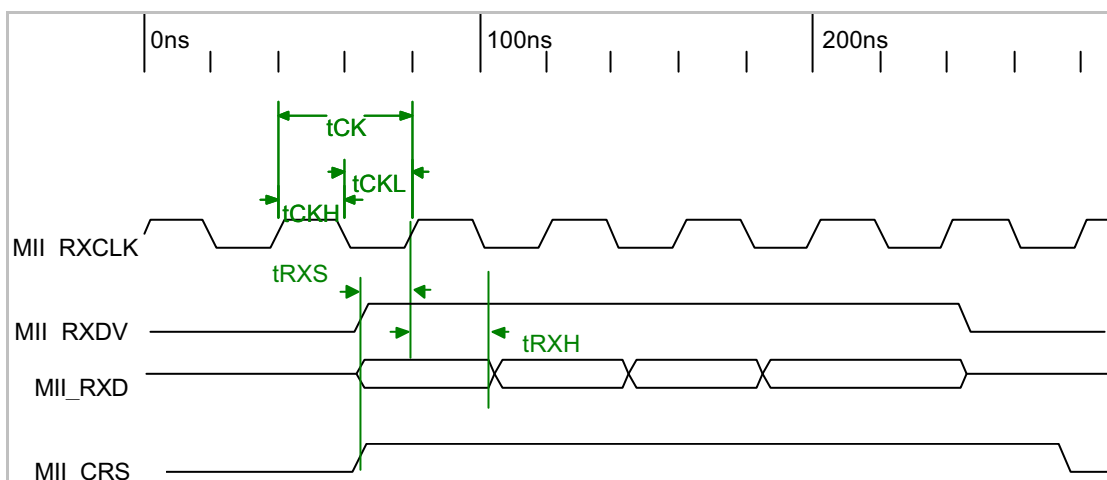 0ns 100ns 200ns
tCK
tCKL
tCKH
MII_RXCLK
tRXS
MII_RXDV
tRXH
MII_RXD
MII_CRS